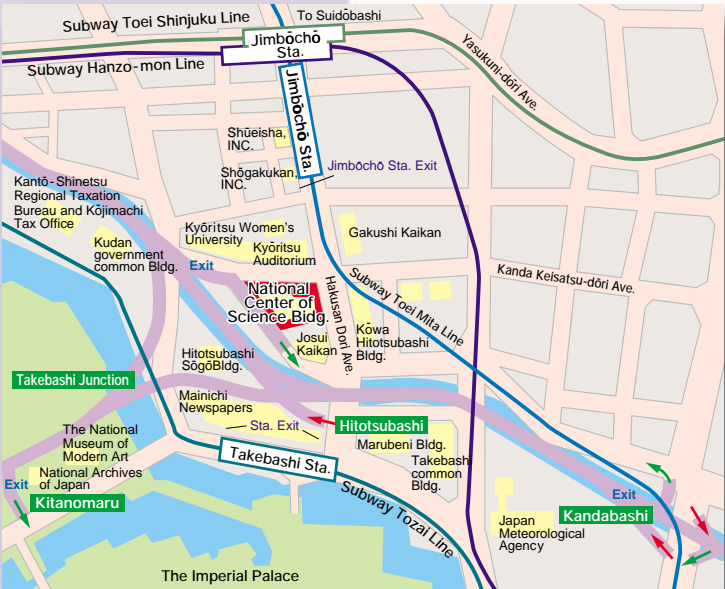 Subway Toei Shinjuku Line
To Suidōbashi
Jimbōchō
Sta.
Subway Hanzo-mon Line
Yasukuni-dōri Ave.
Jimbōchō Sta.
Shūeisha,
INC.
Shōgakukan,
INC.
Jimbōchō Sta. Exit
Kantō-Shinetsu
Regional Taxation
Bureau and Kōjimachi
Tax Office
Kudan
government
common Bldg.
Kyōritsu Women's
University
Kyōritsu
Auditorium
Gakushi Kaikan
Exit
Kanda Keisatsu-dōri Ave.
National
Center of
Science Bldg.
Hakusan Dori Ave.
Subway Toei Mita Line
Josui
Kaikan
Kōwa
Hitotsubashi
Bldg.
Hitotsubashi
SōgōBldg.
Takebashi Junction
Mainichi
Newspapers
Sta. Exit
Hitotsubashi
The National
Museum of
Modern Art
Marubeni Bldg.
Takebashi
common
Bldg.
Takebashi Sta.
National Archives
of Japan
Exit
Kitanomaru
Subway Tozai Line
Exit
Kandabashi
Japan
Meteorological
Agency
The Imperial Palace